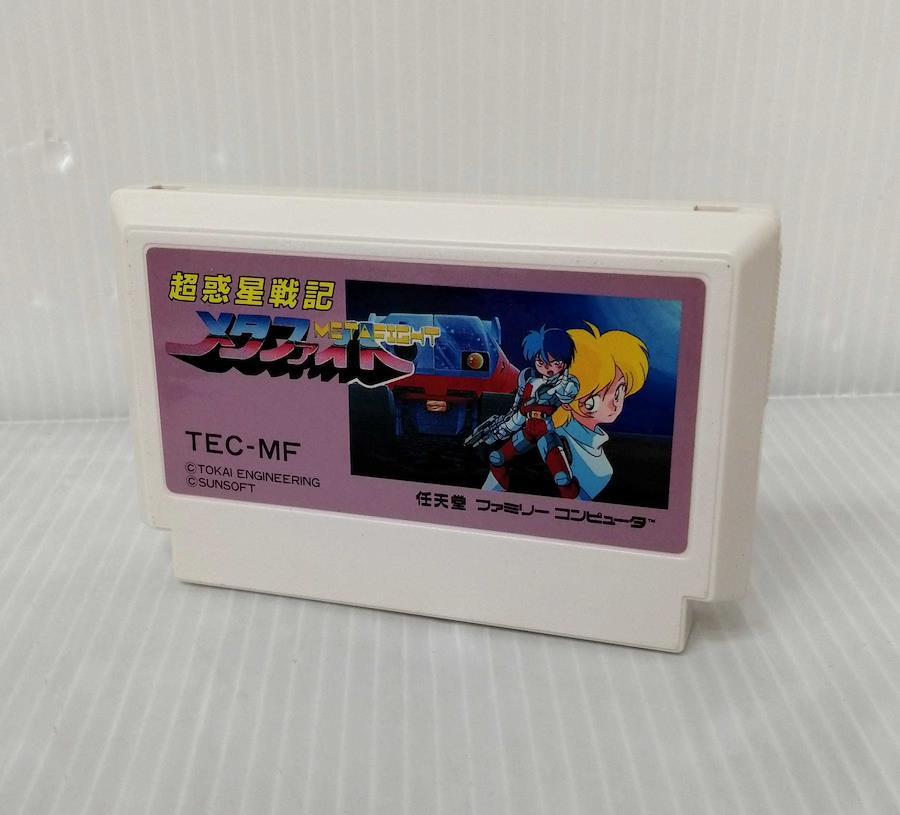 超惑星戦記
メタファイト
METAFIGHT
TEC-MF
©TOKAI ENGINEERING
©SUNSOFT
任天堂 ファミリー コンピュータ™